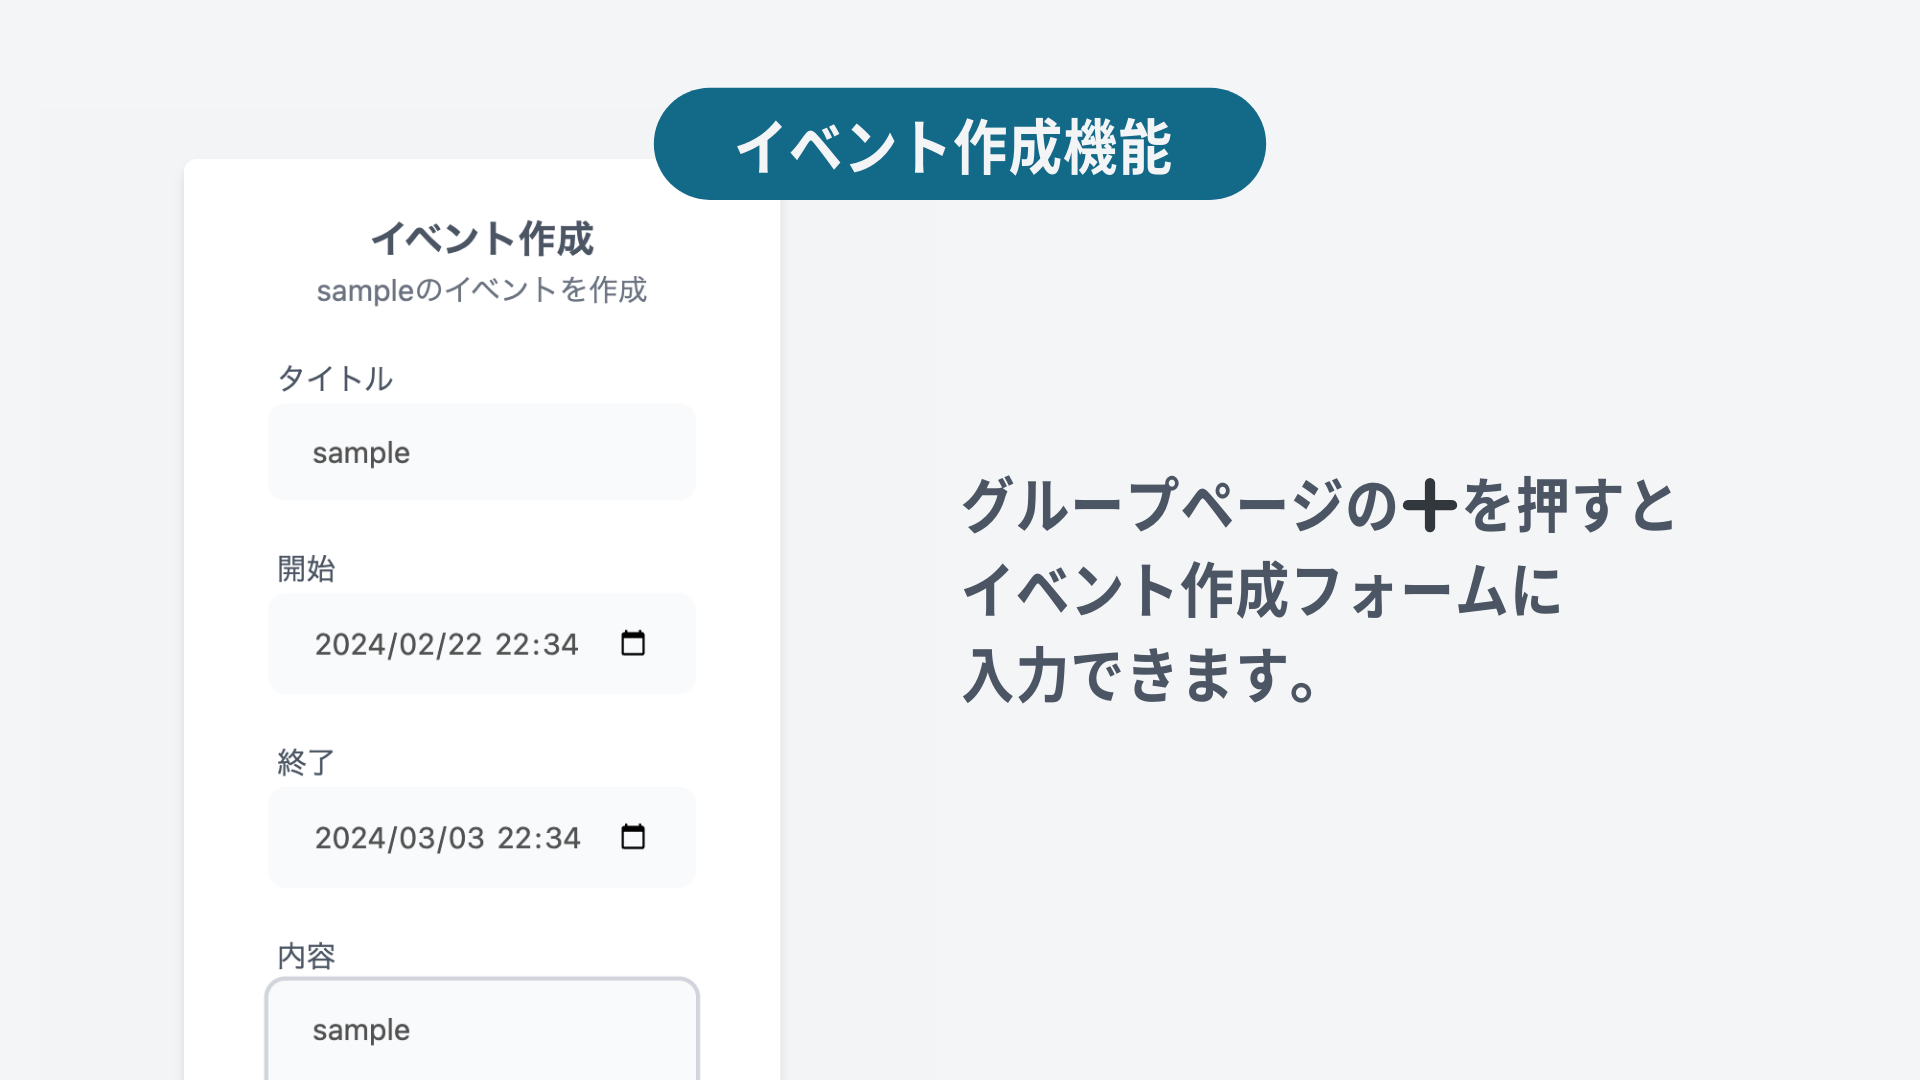 イベント作成機能
イベント作成
sampleのイベントを作成
タイトル
sample
開始
2024/02/22 22:34
終了
2024/03/03 22:34
内容
sample
グループページの➕を押すと
イベント作成フォームに
入力できます。